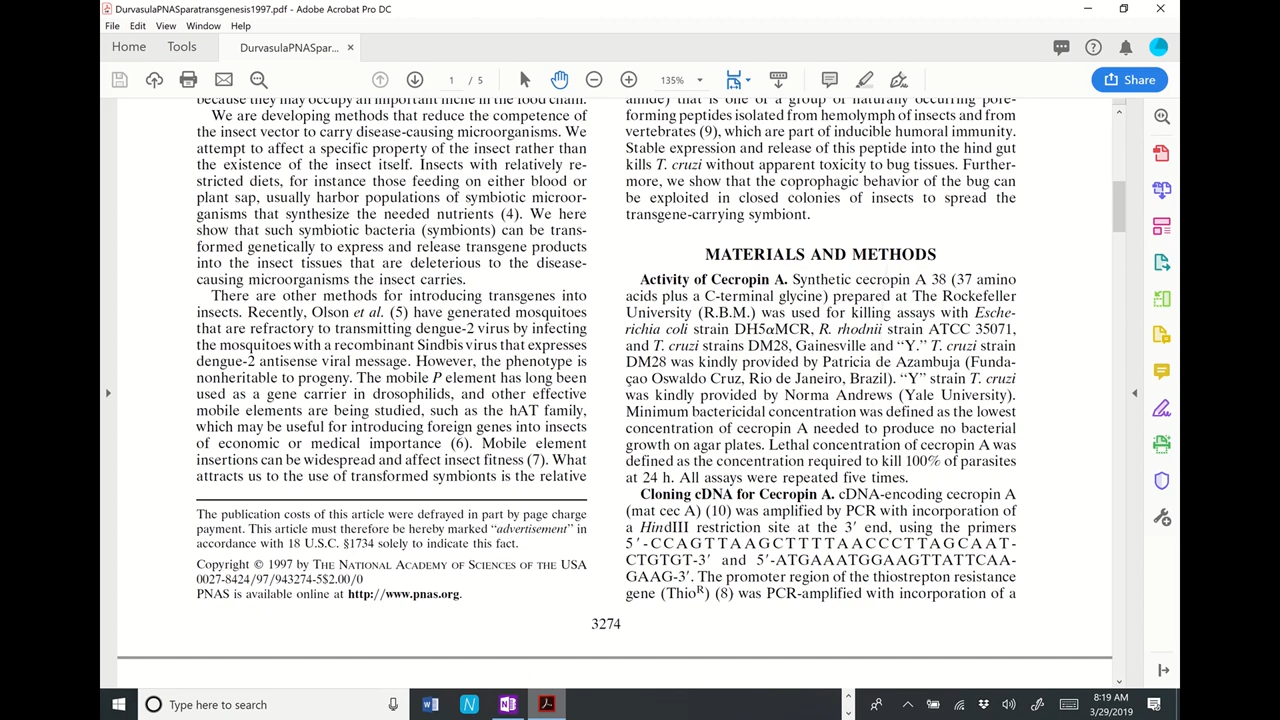 DurvasulaPNASparatransgenesis1997.pdf - Adobe Acrobat Pro DC
File Edit View Window Help
Home Tools DurvasulaPNASpar... ×
1 / 5 135% Share
because they may occupy an important niche in the food chain.
We are developing methods that reduce the competence of
the insect vector to carry disease-causing microorganisms. We
attempt to affect a specific property of the insect rather than
the existence of the insect itself. Insects with relatively re-
stricted diets, for instance those feeding on either blood or
plant sap, usually harbor populations of symbiotic microor-
ganisms that synthesize the needed nutrients (4). We here
show that such symbiotic bacteria (symbionts) can be trans-
formed genetically to express and release transgene products
into the insect tissues that are deleterious to the disease-
causing microorganisms the insect carries.
There are other methods for introducing transgenes into
insects. Recently, Olson et al. (5) have generated mosquitoes
that are refractory to transmitting dengue-2 virus by infecting
the mosquitoes with a recombinant Sindbis virus that expresses
dengue-2 antisense viral message. However, the phenotype is
nonheritable to progeny. The mobile P element has long been
used as a gene carrier in drosophilids, and other effective
mobile elements are being studied, such as the hAT family,
which may be useful for introducing foreign genes into insects
of economic or medical importance (6). Mobile element
insertions can be widespread and affect insect fitness (7). What
attracts us to the use of transformed symbionts is the relative
The publication costs of this article were defrayed in part by page charge
payment. This article must therefore be hereby marked “advertisement” in
accordance with 18 U.S.C. §1734 solely to indicate this fact.
Copyright © 1997 by THE NATIONAL ACADEMY OF SCIENCES OF THE USA
0027-8424/97/943274-5$2.00/0
PNAS is available online at http://www.pnas.org.
amide) that is one of a group of naturally occurring pore-
forming peptides isolated from hemolymph of insects and from
vertebrates (9), which are part of inducible humoral immunity.
Stable expression and release of this peptide into the hind gut
kills T. cruzi without apparent toxicity to bug tissues. Further-
more, we show that the coprophagic behavior of the bug can
be exploited in closed colonies of insects to spread the
transgene-carrying symbiont.
MATERIALS AND METHODS
Activity of Cecropin A. Synthetic cecropin A 38 (37 amino
acids plus a C-terminal glycine) prepared at The Rockefeller
University (R.B.M.) was used for killing assays with Esche-
richia coli strain DH5αMCR, R. rhodnii strain ATCC 35071,
and T. cruzi strains DM28, Gainesville and “Y.” T. cruzi strain
DM28 was kindly provided by Patricia de Azambuja (Funda-
çao Oswaldo Cruz, Rio de Janeiro, Brazil). “Y” strain T. cruzi
was kindly provided by Norma Andrews (Yale University).
Minimum bactericidal concentration was defined as the lowest
concentration of cecropin A needed to produce no bacterial
growth on agar plates. Lethal concentration of cecropin A was
defined as the concentration required to kill 100% of parasites
at 24 h. All assays were repeated five times.
Cloning cDNA for Cecropin A. cDNA-encoding cecropin A
(mat cec A) (10) was amplified by PCR with incorporation of
a HindIII restriction site at the 3′ end, using the primers
5′-CCAGTTAAGCTTTTAACCCTTAGCAAT-
CTGTGT-3′ and 5′-ATGAAATGGAAGTTATTCAA-
GAAG-3′. The promoter region of the thiostrepton resistance
gene (Thioᴿ) (8) was PCR-amplified with incorporation of a
3274
Type here to search
8:19 AM
3/29/2019